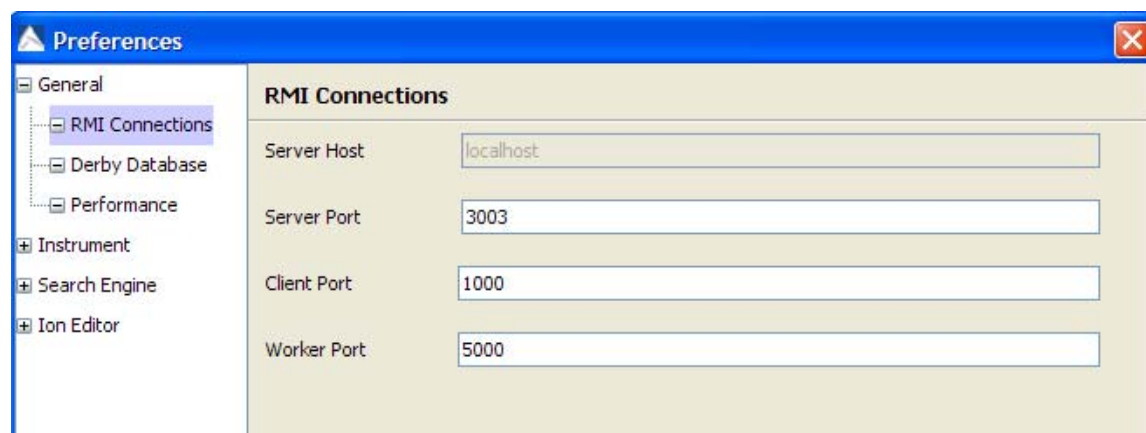 Preferences
General
RMI Connections
Derby Database
Performance
Instrument
Search Engine
Ion Editor
RMI Connections
Server Host localhost
Server Port 3003
Client Port 1000
Worker Port 5000